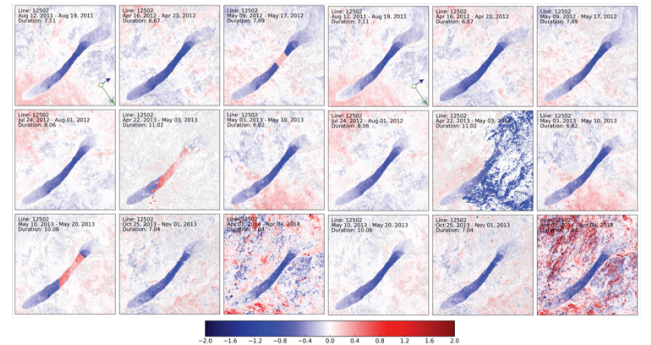 Line: 12502
Aug 12, 2011 - Aug 19, 2011
Duration: 7.11
Line: 12502
Apr 16, 2012 - Apr 23, 2012
Duration: 6.87
Line: 12502
May 09, 2012 - May 17, 2012
Duration: 7.89
Line: 12502
Aug 12, 2011 - Aug 19, 2011
Duration: 7.11
Line: 12502
Apr 16, 2012 - Apr 23, 2012
Duration: 6.87
Line: 12502
May 09, 2012 - May 17, 2012
Duration: 7.89
Line: 12502
Jul 24, 2012 - Aug 01, 2012
Duration: 8.06
Line: 12502
Apr 22, 2013 - May 03, 2013
Duration: 11.02
Line: 12502
May 03, 2013 - May 10, 2013
Duration: 6.82
Line: 12502
Jul 24, 2012 - Aug 01, 2012
Duration: 8.06
Line: 12502
Apr 22, 2013 - May 03,
Duration: 11.02
Line: 12502
May 03, 2013 - May 10, 2013
Duration: 6.82
Line: 12502
May 10, 2013 - May 20, 2013
Duration: 10.08
Line: 12502
Oct 25, 2013 - Nov 01, 2013
Duration: 7.04
Line: 12502
Line: 12502
May 10, 2013 - May 20, 2013
Duration: 10.08
Line: 12502
Oct 25, 2013 - Nov 01, 2013
Duration: 7.04
Line: 12502
−2.0 −1.6 −1.2 −0.8 −0.4 0.0 0.4 0.8 1.2 1.6 2.0